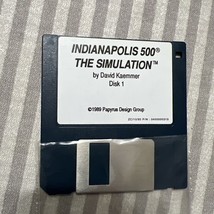 INDIANAPOLIS 500®
THE SIMULATION™
by David Kaemmer
Disk 1
©1989 Papyrus Design Group